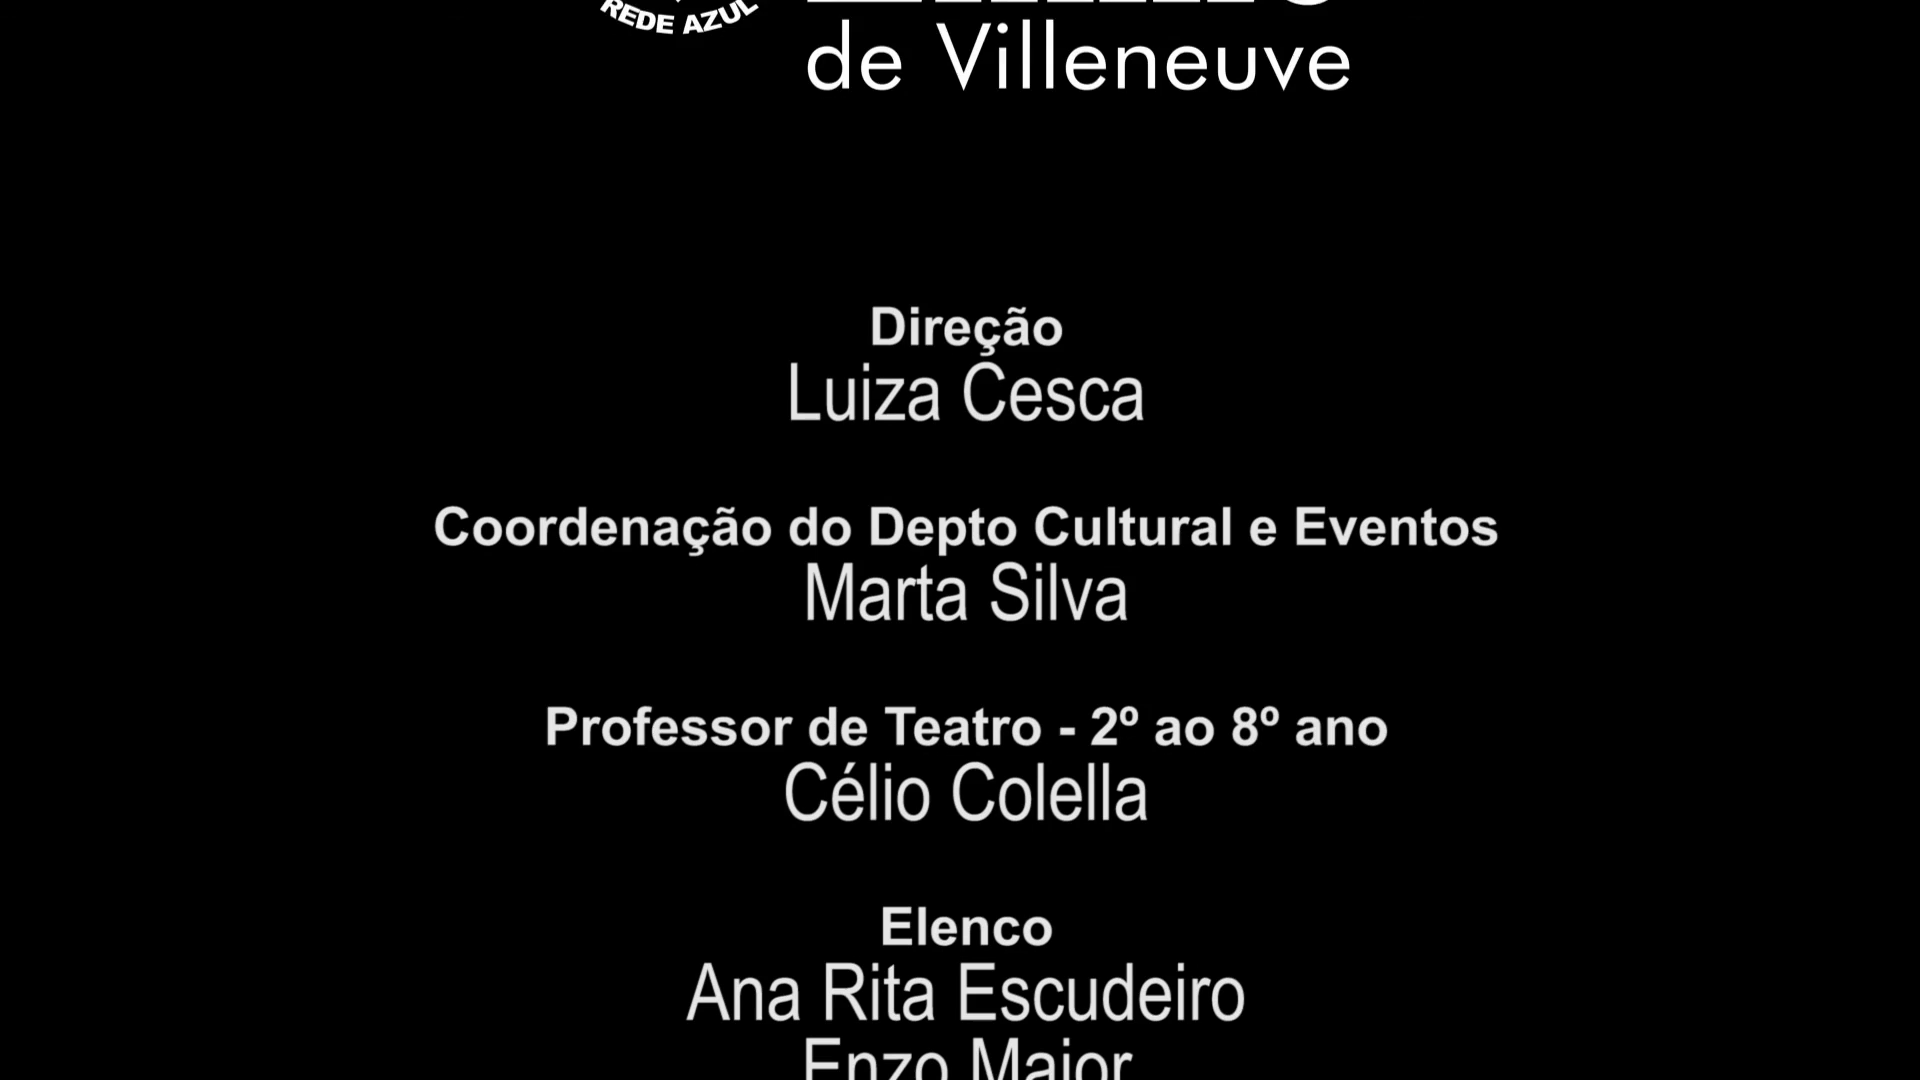 REDE AZUL
de Villeneuve
Direção
Luiza Cesca
Coordenação do Depto Cultural e Eventos
Marta Silva
Professor de Teatro - 2º ao 8º ano
Célio Colella
Elenco
Ana Rita Escudeiro
Enzo Maior